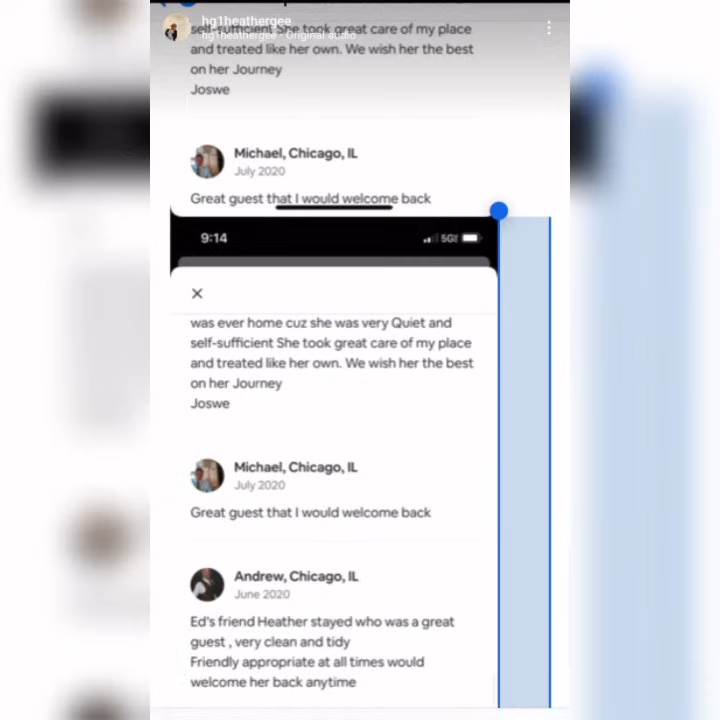 hg1heathergee
self-sufficient She took great care of my place
hg1heathergee · Original audio
and treated like her own. We wish her the best
on her Journey
Joswe
Michael, Chicago, IL
July 2020
Great guest that I would welcome back
9:14
5G
was ever home cuz she was very Quiet and
self-sufficient She took great care of my place
and treated like her own. We wish her the best
on her Journey
Joswe
Michael, Chicago, IL
July 2020
Great guest that I would welcome back
Andrew, Chicago, IL
June 2020
Ed's friend Heather stayed who was a great
guest , very clean and tidy
Friendly appropriate at all times would
welcome her back anytime